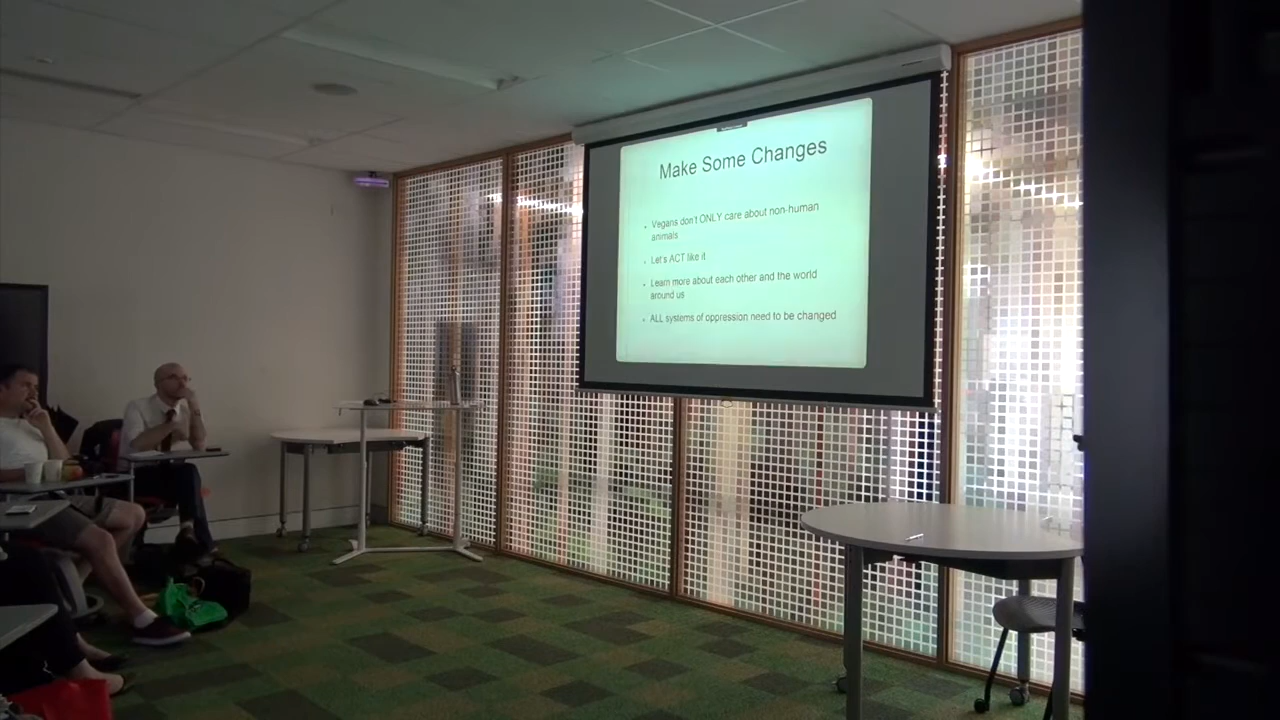 Make Some Changes
Vegans don't ONLY care about non-human
animals
Let's ACT like it
Learn more about each other and the world
around us
ALL systems of oppression need to be changed